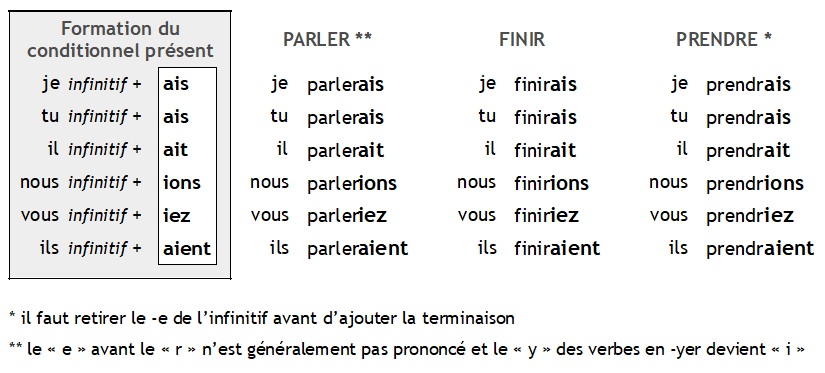 Formation du
conditionnel présent
PARLER **
FINIR
PRENDRE *
je infinitif + ais je parlerais je finirais je prendrais
tu infinitif + ais tu parlerais tu finirais tu prendrais
il infinitif + ait il parlerait il finirait il prendrait
nous infinitif + ions nous parlerions nous finirions nous prendrions
vous infinitif + iez vous parleriez vous finiriez vous prendriez
ils infinitif + aient ils parleraient ils finiraient ils prendraient
* il faut retirer le -e de l'infinitif avant d'ajouter la terminaison
** le « e » avant le « r » n'est généralement pas prononcé et le « y » des verbes en -yer devient « i »